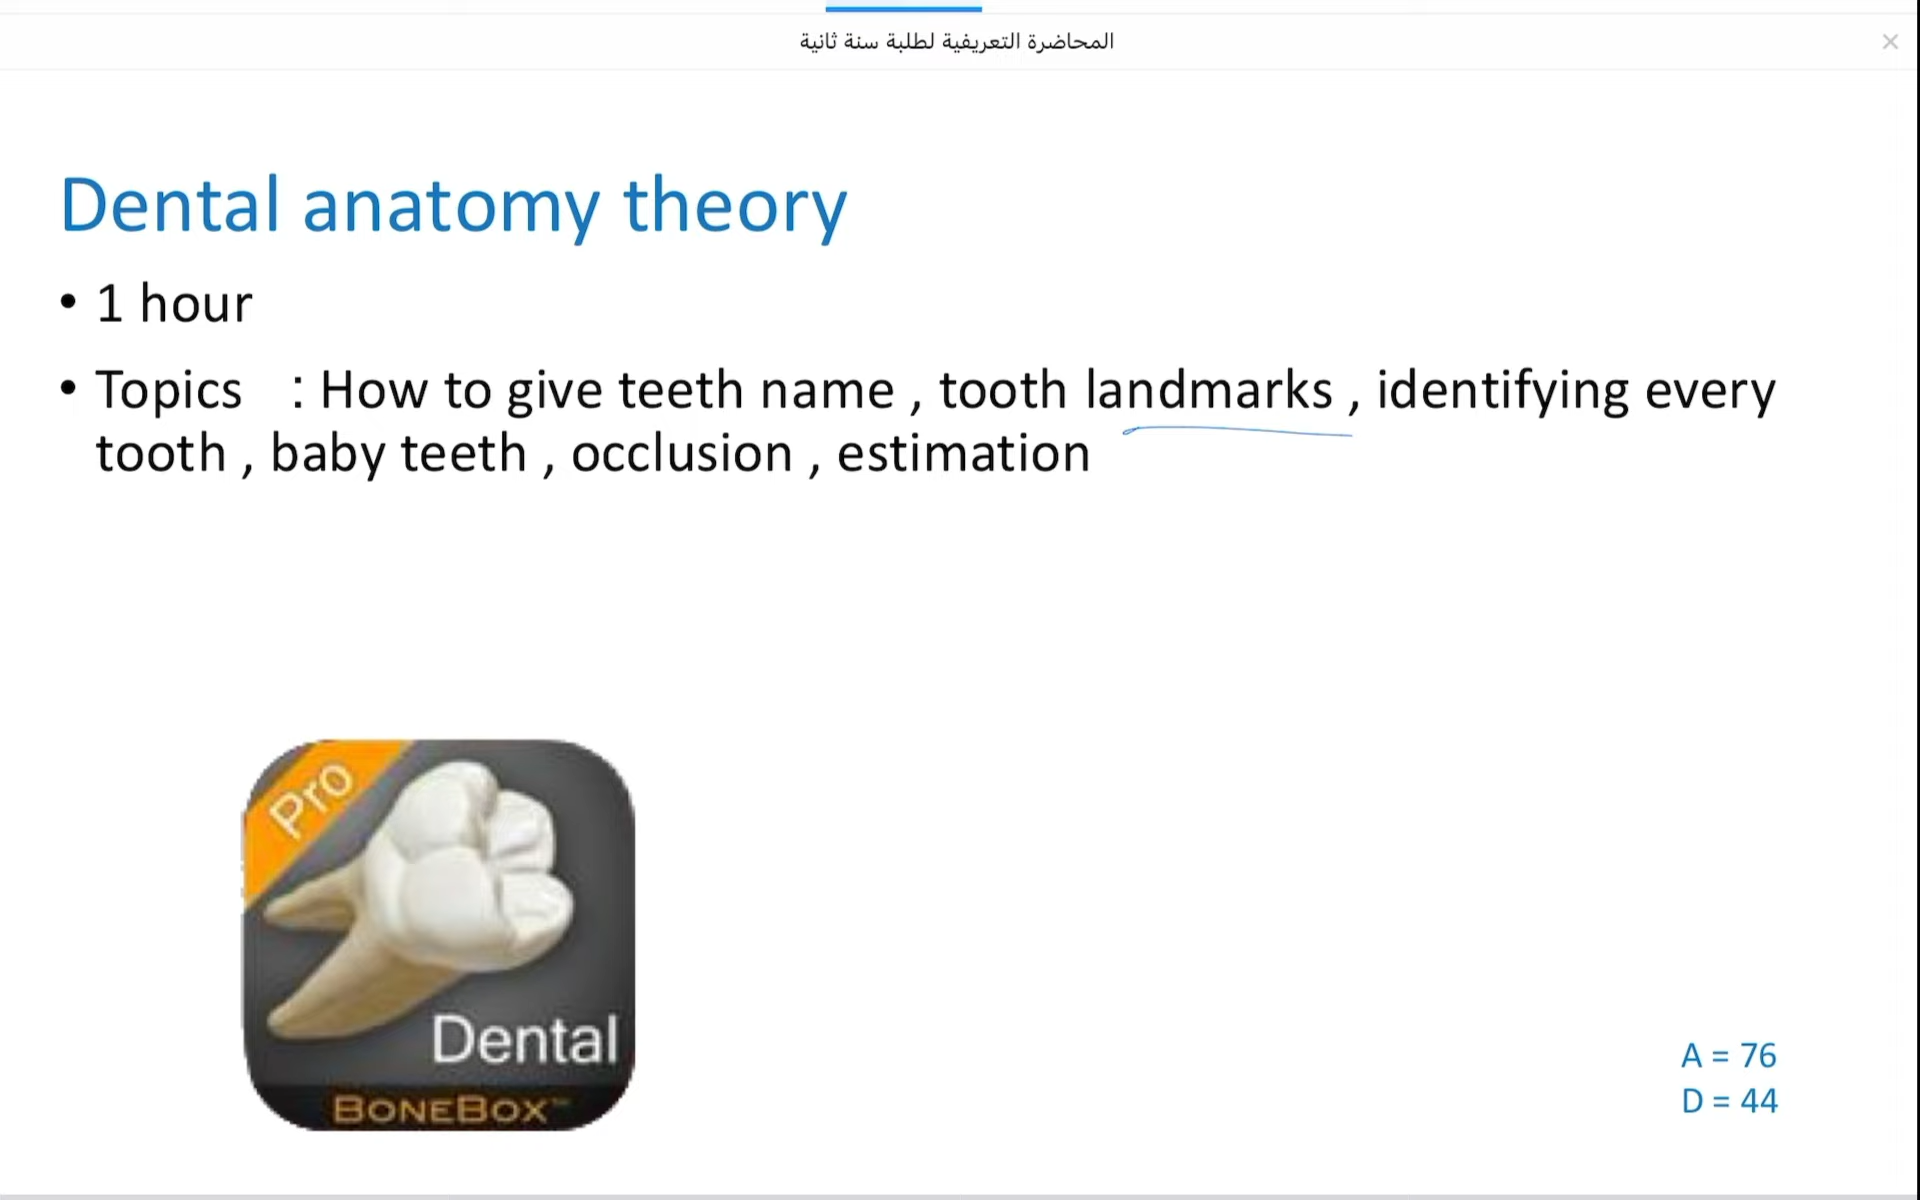 المحاضرة التعريفية لطلبة سنة ثانية
Dental anatomy theory
• 1 hour
• Topics : How to give teeth name , tooth landmarks , identifying every
tooth , baby teeth , occlusion , estimation
Pro
Dental
BONEBOX™
A = 76
D = 44